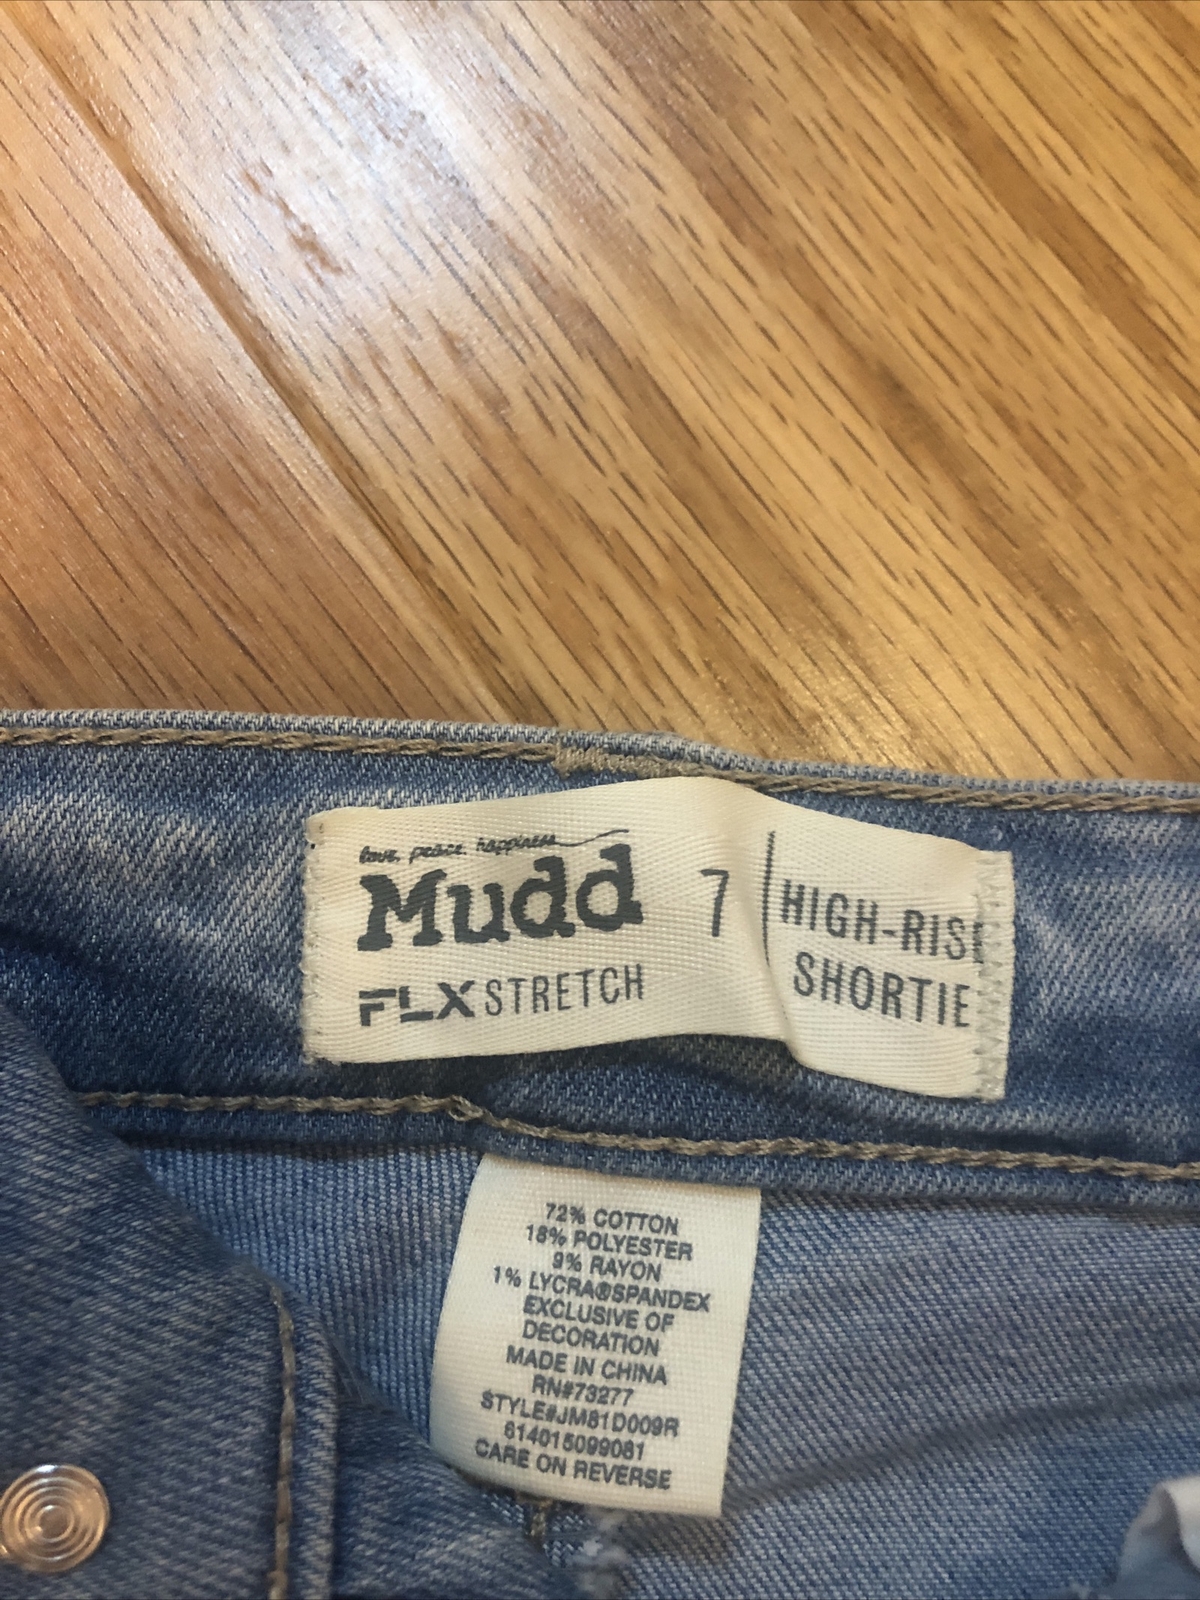 love. peace. happiness
Mudd
FLX STRETCH
7
HIGH-RISE
SHORTIE
72% COTTON
18% POLYESTER
9% RAYON
1% LYCRA®SPANDEX
EXCLUSIVE OF
DECORATION
MADE IN CHINA
RN#73277
STYLE#JM81D009R
614015099081
CARE ON REVERSE